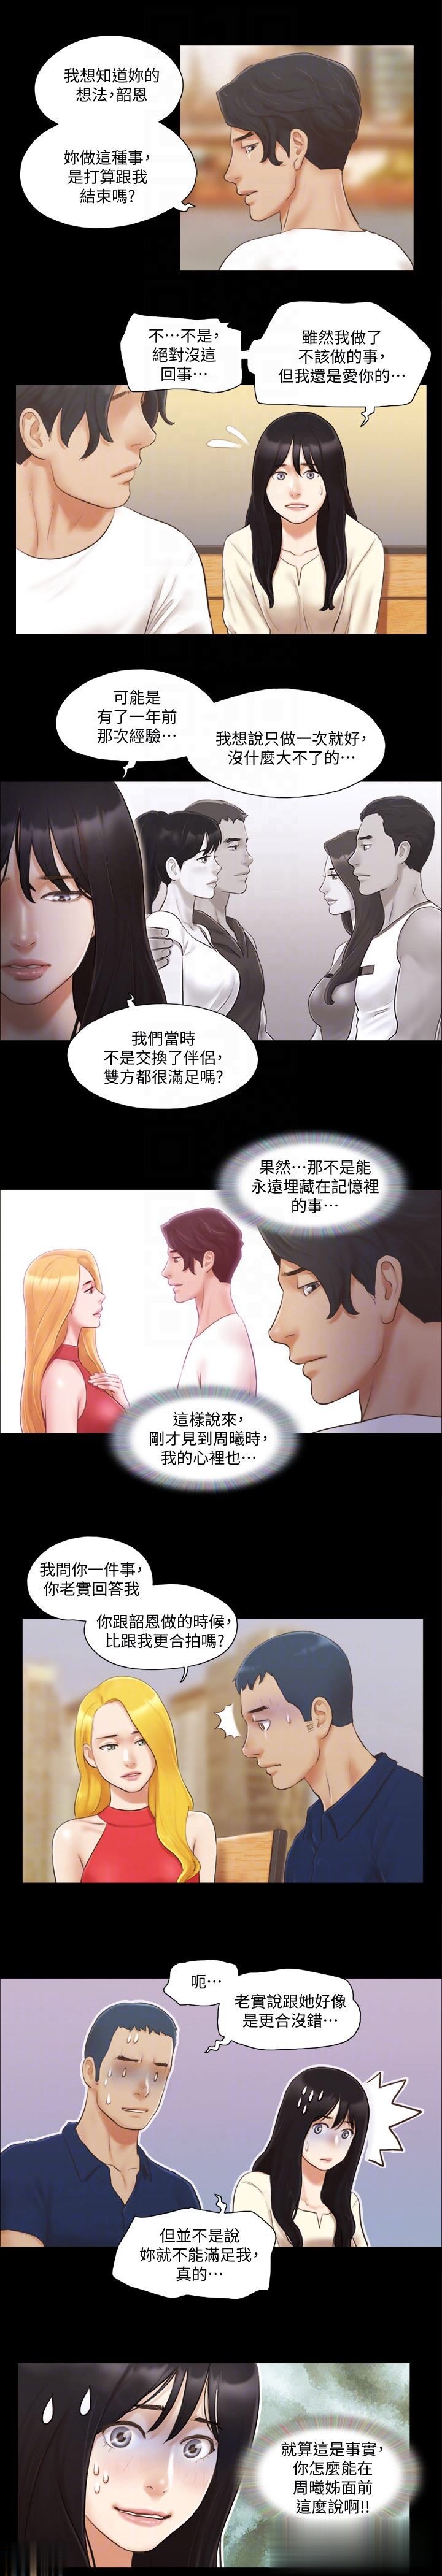 我想知道妳的
想法，韶恩
妳做這種事，
是打算跟我
結束嗎?
不⋯不是，
絕對沒這
回事⋯
雖然我做了
不該做的事，
但我還是愛你的⋯
可能是
有了一年前
那次經驗⋯
我想說只做一次就好，
沒什麼大不了的⋯
我們當時
不是交換了伴侶，
雙方都很滿足嗎?
果然⋯那不是能
永遠埋藏在記憶裡
的事⋯
這樣說來，
剛才見到周曦時，
我的心裡也⋯
我問你一件事，
你老實回答我
你跟韶恩做的時候，
比跟我更合拍嗎?
呃⋯
老實說跟她好像
是更合沒錯⋯
但並不是說
妳就不能滿足我，
真的⋯
就算這是事實，
你怎麼能在
周曦姊面前
這麼說啊!!